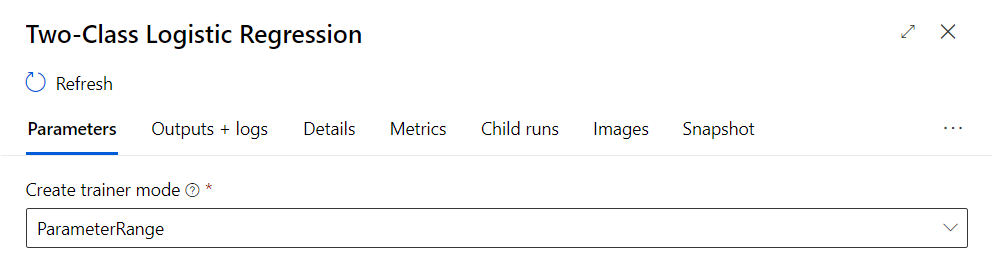 Two-Class Logistic Regression
Refresh
Parameters Outputs + logs Details Metrics Child runs Images Snapshot ...
Create trainer mode ? *
ParameterRange